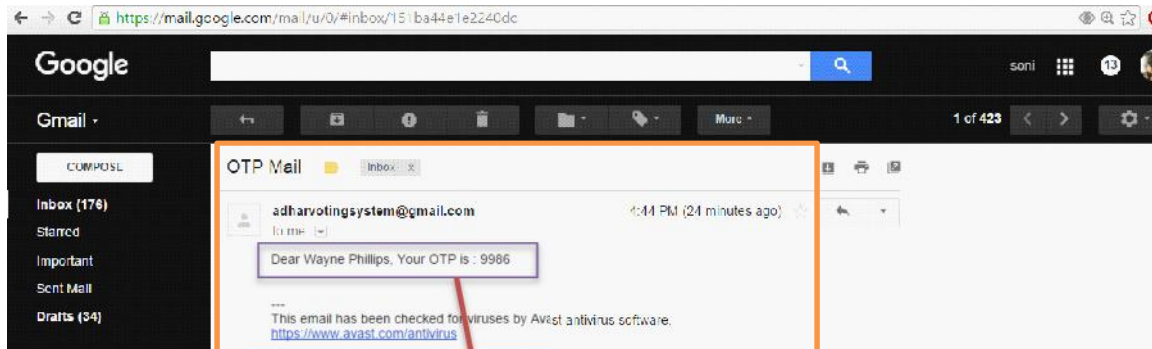 https://mail.google.com/mail/u/0/#inbox/151ba44e1e2240dc
Google
soni
13
Gmail
More
1 of 423
COMPOSE
OTP Mail
Inbox x
Inbox (176)
adharvotingsystem@gmail.com
4:44 PM (24 minutes ago)
Starred
to me
Important
Dear Wayne Phillips, Your OTP is : 9986
Sent Mail
---
Drafts (34)
This email has been checked for viruses by Avast antivirus software.
https://www.avast.com/antivirus